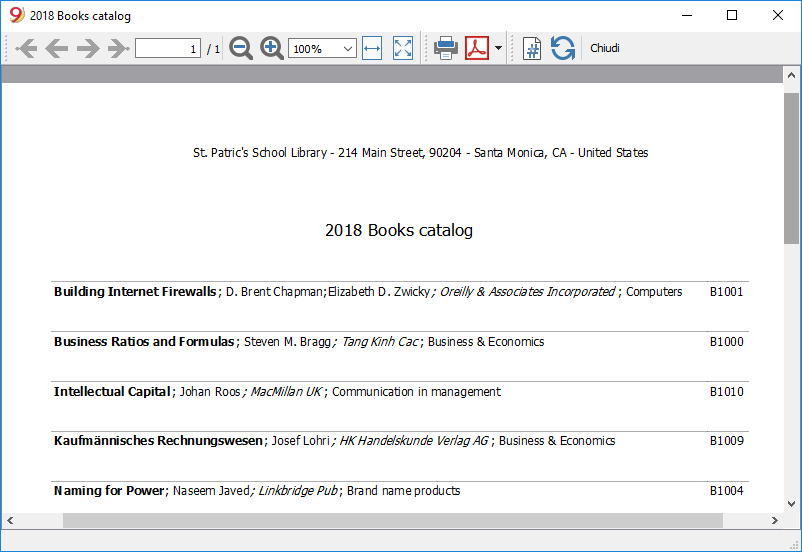 2018 Books catalog
1 / 1 100% Chiudi
St. Patric's School Library - 214 Main Street, 90204 - Santa Monica, CA - United States
2018 Books catalog
Building Internet Firewalls; D. Brent Chapman;Elizabeth D. Zwicky; Oreilly & Associates Incorporated ; Computers B1001
Business Ratios and Formulas; Steven M. Bragg; Tang Kinh Cac; Business & Economics B1000
Intellectual Capital; Johan Roos; MacMillan UK ; Communication in management B1010
Kaufmännisches Rechnungswesen; Josef Lohri; HK Handelskunde Verlag AG ; Business & Economics B1009
Naming for Power; Naseem Javed; Linkbridge Pub; Brand name products B1004